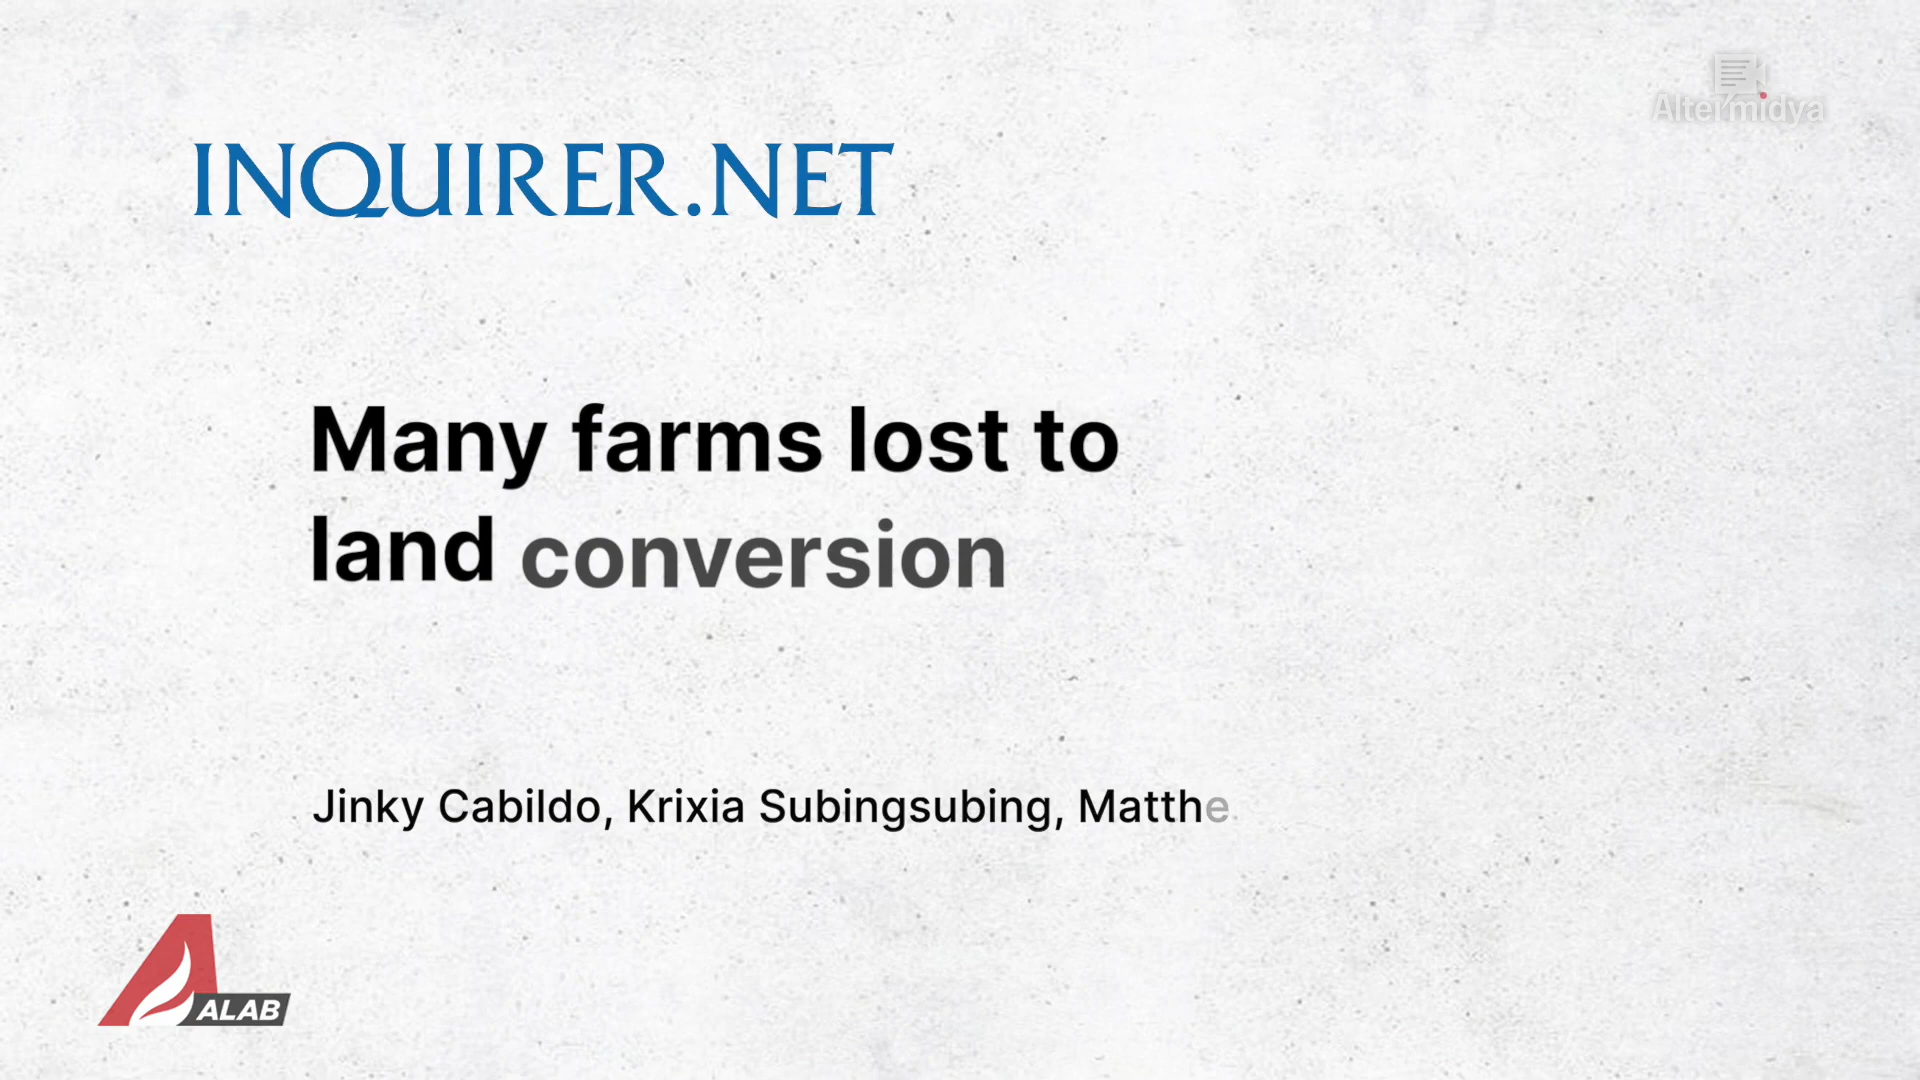 Altermidya
INQUIRER.NET
Many farms lost to
land conversion
Jinky Cabildo, Krixia Subingsubing, Matthe
ALAB